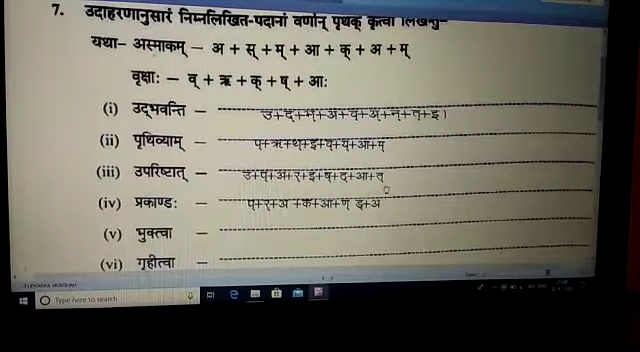 7. उदाहरणानुसारं निम्नलिखित-पदानां वर्णान् पृथक् कृत्वा लिखन्तु–
यथा– अस्माकम् – अ + स् + म् + आ + क् + अ + म्
वृक्षाः – व् + ऋ + क् + ष् + आः
(i) उद्भवन्ति – उ+द्+भ्+अ+व्+अ+न्+त्+इ।
(ii) पृथिव्याम् – प्+ऋ+थ्+इ+व्+य्+आ+म्
(iii) उपरिष्टात् – उ+प्+अ+र्+इ+ष्+ट्+आ+त्
(iv) प्रकाण्डः – प्+र्+अ +क्+आ+ण् ड्+अ
(v) भुक्त्वा –
(vi) गृहीत्वा –
Type here to search